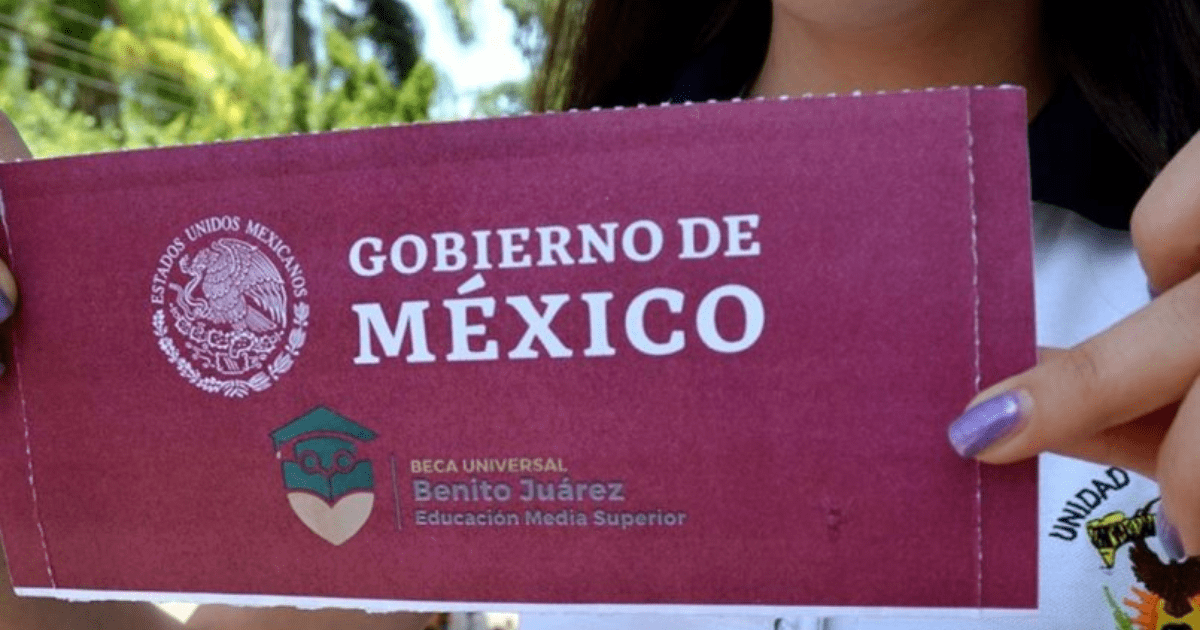 ESTADOS UNIDOS MEXICANOS
GOBIERNO DE
MÉXICO
BECA UNIVERSAL
Benito Juárez
Educación Media Superior
UNIDAD